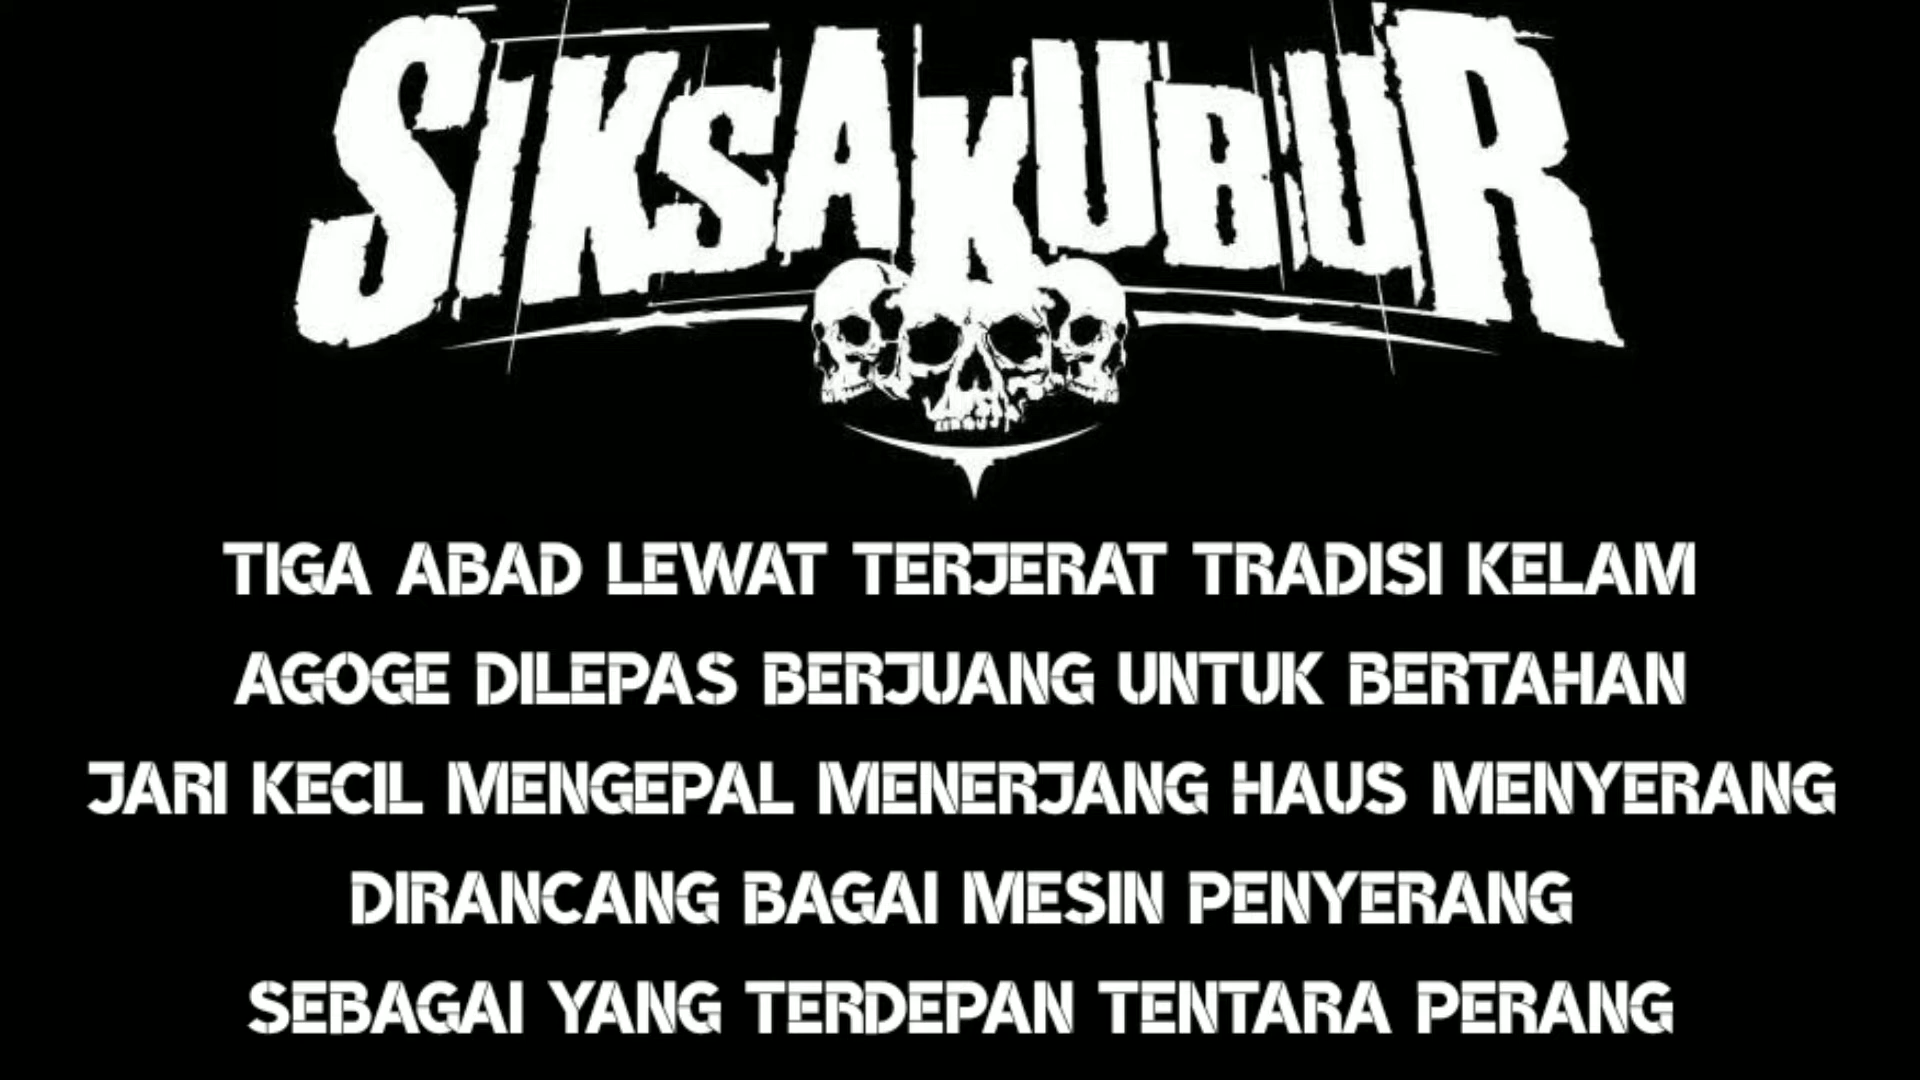 SIKSAKUBUR
TIGA ABAD LEWAT TERJERAT TRADISI KELAM
AGOGE DILEPAS BERJUANG UNTUK BERTAHAN
JARI KECIL MENGEPAL MENERJANG HAUS MENYERANG
DIRANCANG BAGAI MESIN PENYERANG
SEBAGAI YANG TERDEPAN TENTARA PERANG